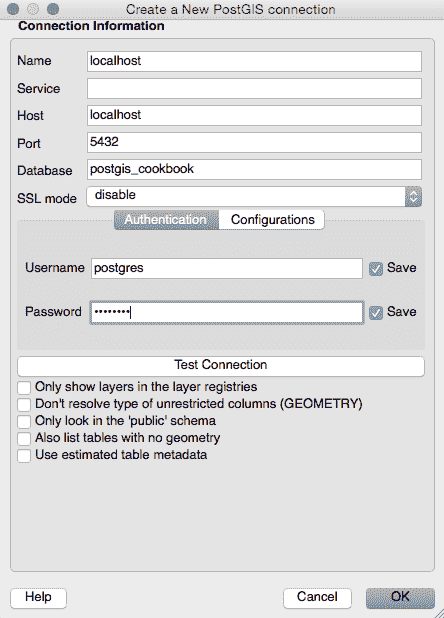 Create a New PostGIS connection
Connection Information
Name localhost
Service
Host localhost
Port 5432
Database postgis_cookbook
SSL mode disable
Authentication Configurations
Username postgres Save
Password •••••••• Save
Test Connection
Only show layers in the layer registries
Don't resolve type of unrestricted columns (GEOMETRY)
Only look in the 'public' schema
Also list tables with no geometry
Use estimated table metadata
Help Cancel OK